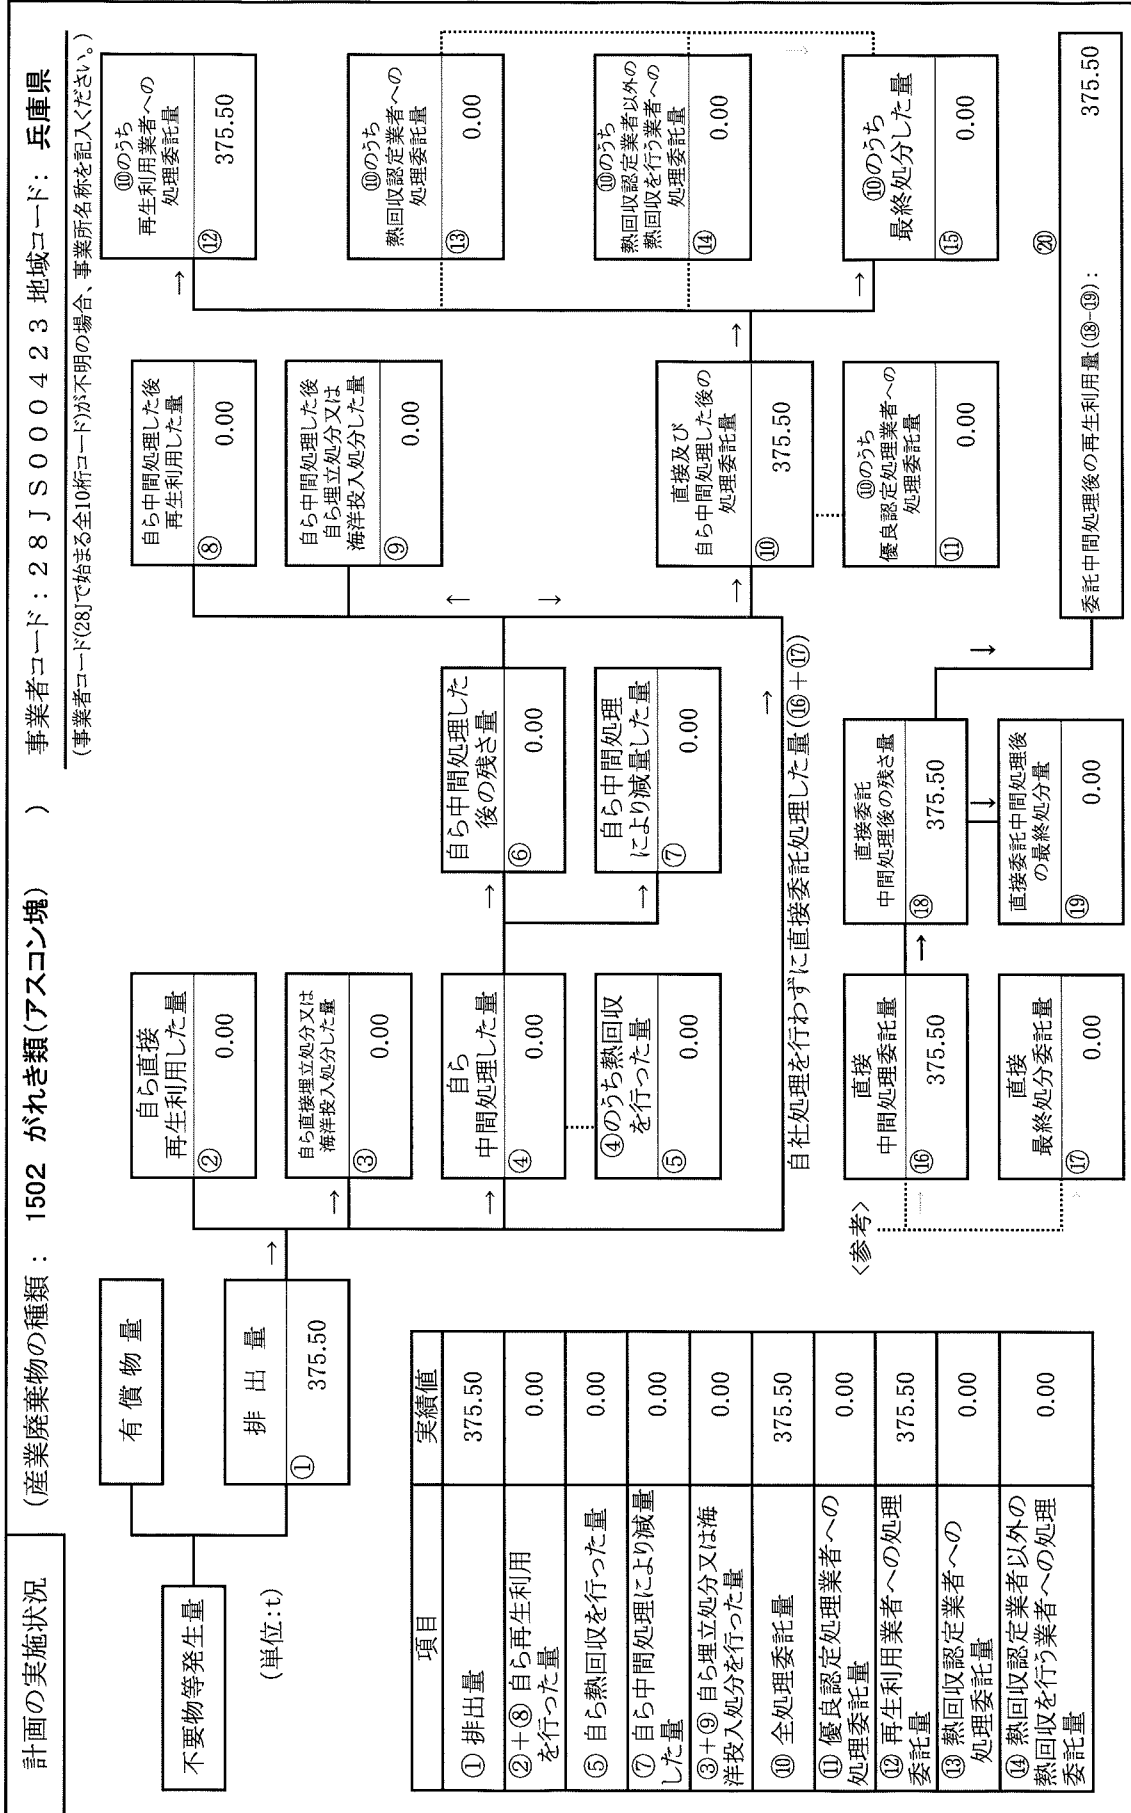 計画の実施状況
(産業廃棄物の種類: 1502 がれき類(アスコン塊) )
事業者コード:28JS000423 地域コード: 兵庫県
(事業者コード(28Jで始まる全10桁コード)が不明の場合、事業所名称を記入ください。)
不要物等発生量
(単位:t)
有償物量
排出量
① 375.50
→
自ら直接
再生利用した量
② 0.00
→
自ら直接埋立処分又は
海洋投入処分した量
③ 0.00
→
自ら
中間処理した量
④ 0.00
④のうち熱回収
を行った量
⑤ 0.00
→
自ら中間処理した
後の残さ量
⑥ 0.00
→
自ら中間処理
により減量した量
⑦ 0.00
自ら中間処理した後
再生利用した量
⑧ 0.00
自ら中間処理した後
自ら埋立処分又は
海洋投入処分した量
⑨ 0.00
↑
↓
→
直接及び
自ら中間処理した後の
処理委託量
⑩ 375.50
⑩のうち
優良認定処理業者への
処理委託量
⑪ 0.00
→
→
⑩のうち
再生利用業者への
処理委託量
⑫ 375.50
⑩のうち
熱回収認定業者への
処理委託量
⑬ 0.00
⑩のうち
熱回収認定業者以外の
熱回収を行う業者への
処理委託量
⑭ 0.00
→
⑩のうち
最終処分した量
⑮ 0.00
→
自社処理を行わずに直接委託処理した量(⑯+⑰)
<参考>
直接
中間処理委託量
⑯ 375.50
直接
最終処分委託量
⑰ 0.00
→
直接委託
中間処理後の残さ量
⑱ 375.50
↓
直接委託中間処理後
の最終処分量
⑲ 0.00
↓
⑳
委託中間処理後の再生利用量(⑱-⑲): 375.50
項目 実績値
① 排出量 375.50
②+⑧ 自ら再生利用
を行った量 0.00
⑤ 自ら熱回収を行った量 0.00
⑦ 自ら中間処理により減量
した量 0.00
③+⑨ 自ら埋立処分又は海
洋投入処分を行った量 0.00
⑩ 全処理委託量 375.50
⑪ 優良認定処理業者への
処理委託量 0.00
⑫ 再生利用業者への処理
委託量 375.50
⑬ 熱回収認定業者への
処理委託量 0.00
⑭ 熱回収認定業者以外の
熱回収を行う業者への処理
委託量 0.00